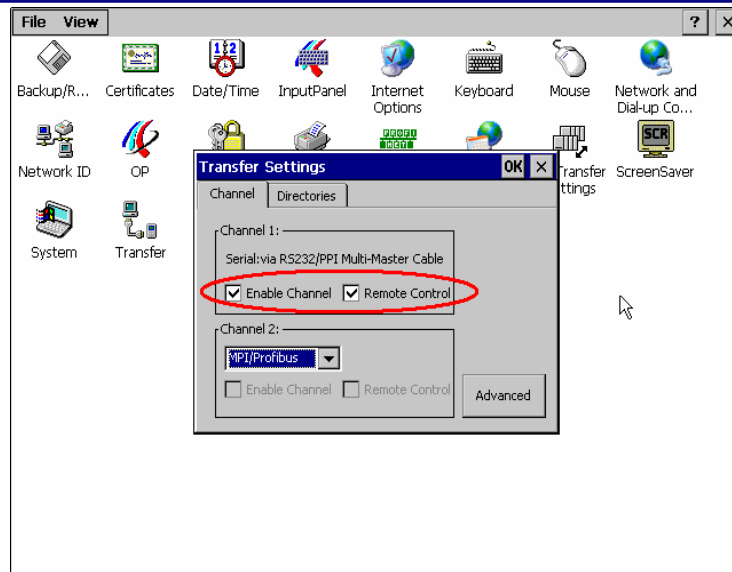 File View ? ×
Backup/R... Certificates Date/Time InputPanel Internet Options Keyboard Mouse Network and Dial-up Co...
PROFI
BUS
SCR
Network ID OP Transfer ttings ScreenSaver
System Transfer
Transfer Settings OK ×
Channel Directories
Channel 1:
Serial:via RS232/PPI Multi-Master Cable
Enable Channel Remote Control
Channel 2:
MPI/Profibus
Enable Channel Remote Control
Advanced